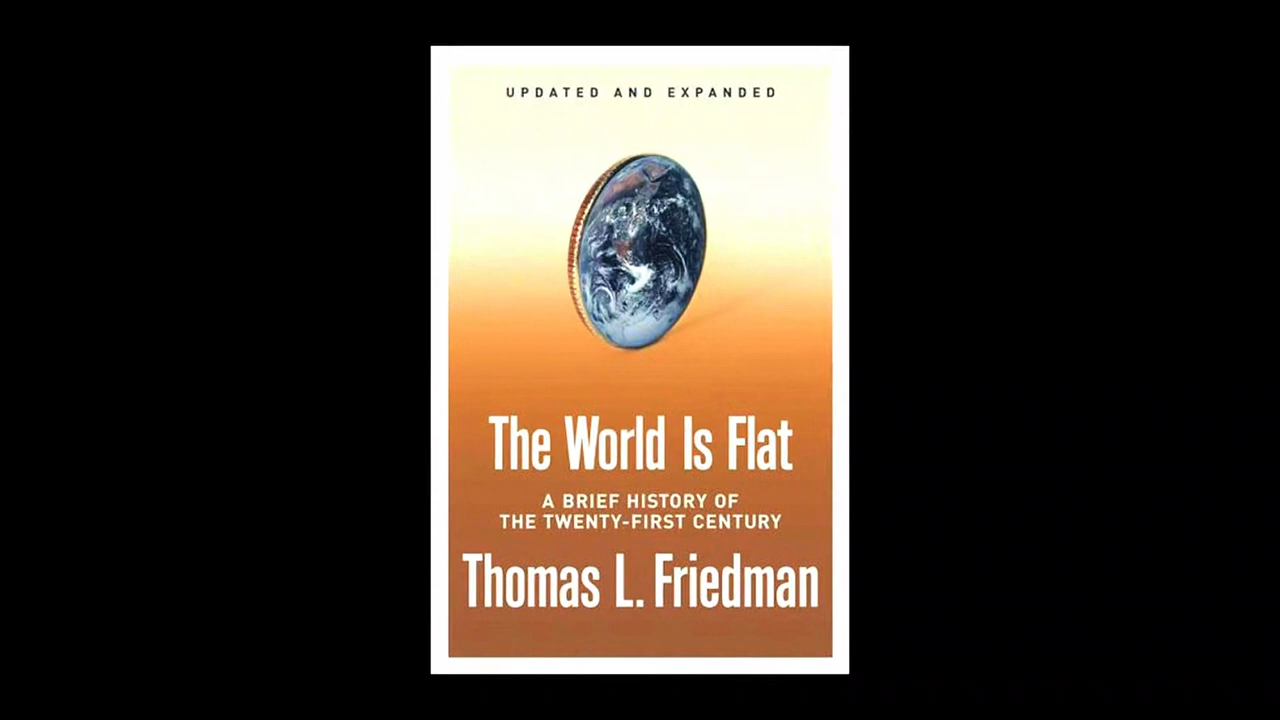 UPDATED AND EXPANDED
The World Is Flat
A BRIEF HISTORY OF
THE TWENTY-FIRST CENTURY
Thomas L. Friedman